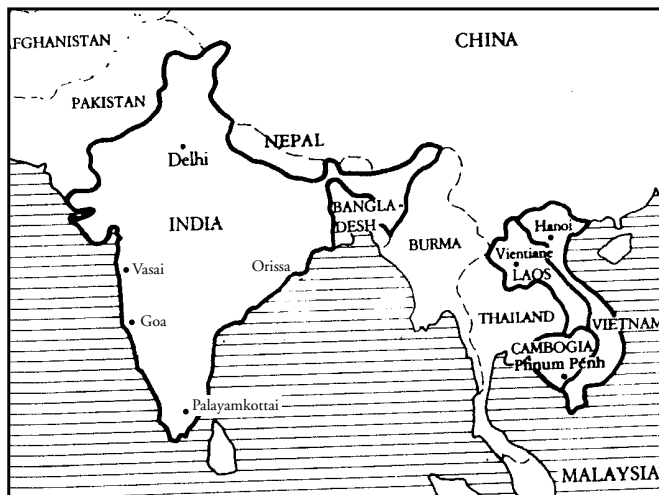 AFGHANISTAN
CHINA
PAKISTAN
NEPAL
Delhi
BANGLA-
DESH
INDIA
BURMA
Hanoi
Vientiane
LAOS
Vasai
Orissa
Goa
THAILAND
VIETNAM
CAMBOGIA
Phnum Penh
Palayamkottai
MALAYSIA